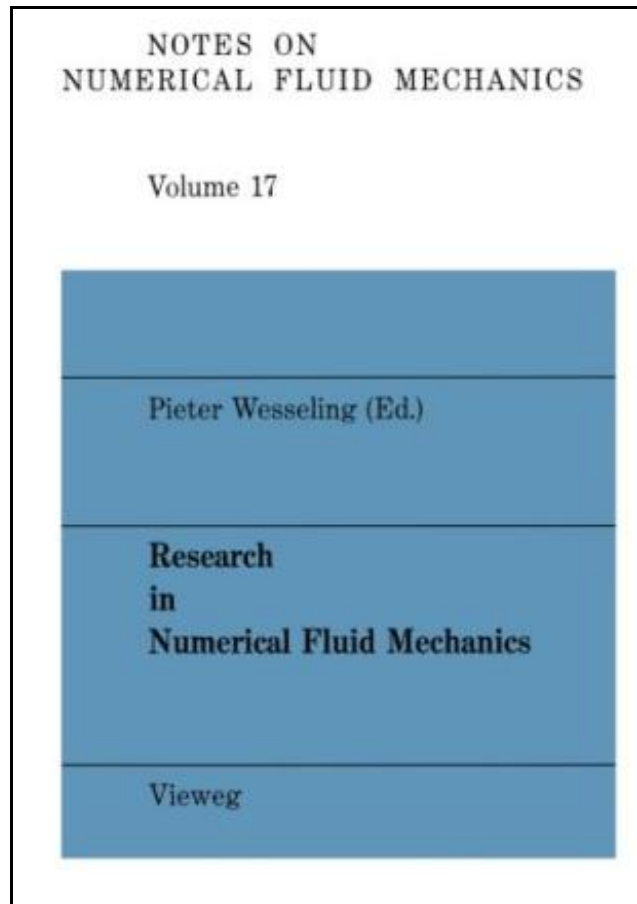 NOTES ON
NUMERICAL FLUID MECHANICS
Volume 17
Pieter Wesseling (Ed.)
Research
in
Numerical Fluid Mechanics
Vieweg